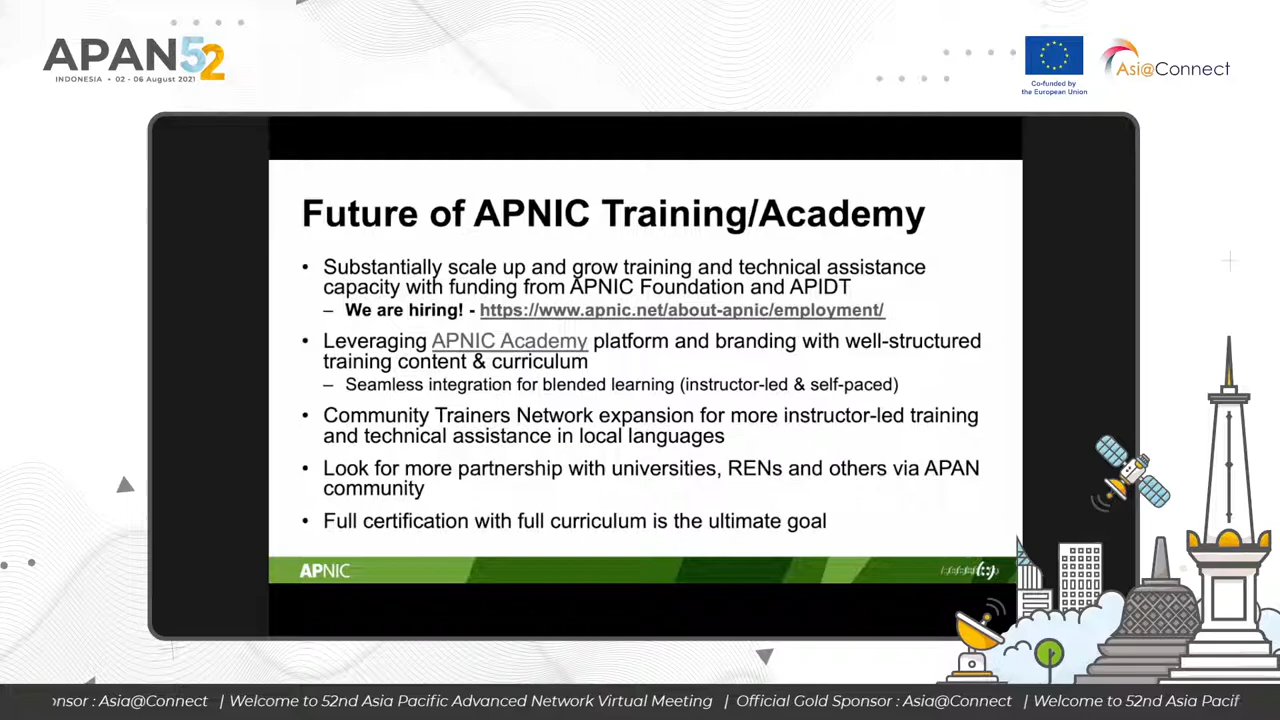 APAN52
INDONESIA • 02 - 06 August 2021
Co-funded by
the European Union
Asi@Connect
Future of APNIC Training/Academy
• Substantially scale up and grow training and technical assistance
capacity with funding from APNIC Foundation and APIDT
– We are hiring! - https://www.apnic.net/about-apnic/employment/
• Leveraging APNIC Academy platform and branding with well-structured
training content & curriculum
– Seamless integration for blended learning (instructor-led & self-paced)
• Community Trainers Network expansion for more instructor-led training
and technical assistance in local languages
• Look for more partnership with universities, RENs and others via APAN
community
• Full certification with full curriculum is the ultimate goal
APNIC
onsor : Asia@Connect | Welcome to 52nd Asia Pacific Advanced Network Virtual Meeting | Official Gold Sponsor : Asia@Connect | Welcome to 52nd Asia Pacif